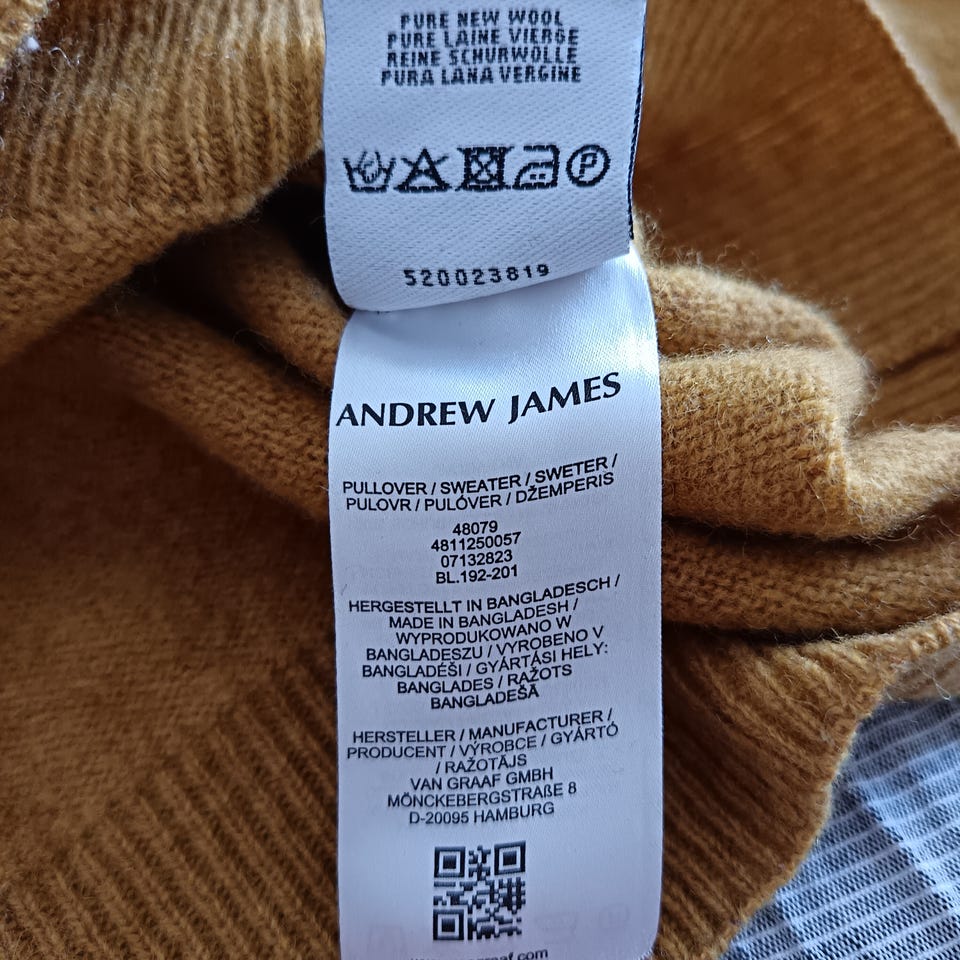 PURE NEW WOOL
PURE LAINE VIERGE
REINE SCHURWOLLE
PURA LANA VERGINE
P
520023819
ANDREW JAMES
PULLOVER / SWEATER / SWETER /
PULOVR / PULÓVER / DŽEMPERIS
48079
4811250057
07132823
BL.192-201
HERGESTELLT IN BANGLADESCH /
MADE IN BANGLADESH /
WYPRODUKOWANO W
BANGLADESZU / VYROBENO V
BANGLADÉŠI / GYÁRTÁSI HELY:
BANGLADES / RAŽOTS
BANGLADEŠĀ
HERSTELLER / MANUFACTURER /
PRODUCENT / VÝROBCE / GYÁRTÓ
/ RAŽOTĀJS
VAN GRAAF GMBH
MÖNCKEBERGSTRAßE 8
D-20095 HAMBURG